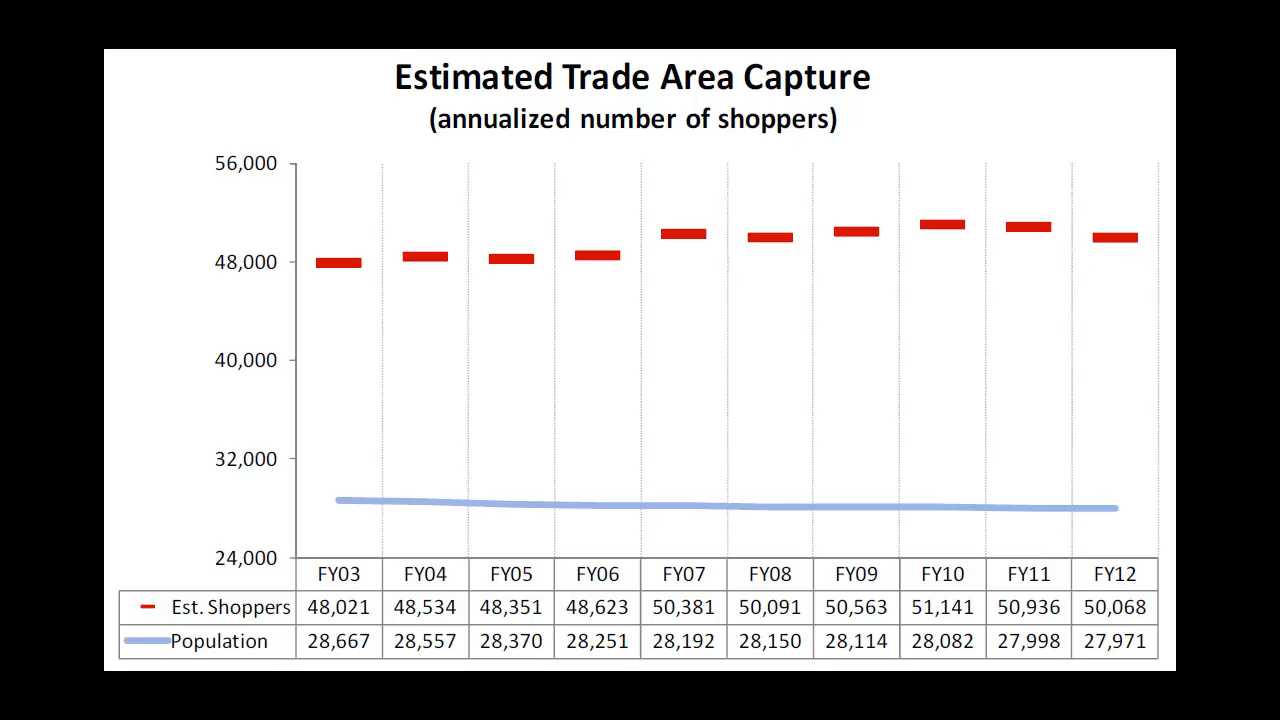 Estimated Trade Area Capture
(annualized number of shoppers)
56,000
48,000
40,000
32,000
24,000
FY03 FY04 FY05 FY06 FY07 FY08 FY09 FY10 FY11 FY12
Est. Shoppers 48,021 48,534 48,351 48,623 50,381 50,091 50,563 51,141 50,936 50,068
Population 28,667 28,557 28,370 28,251 28,192 28,150 28,114 28,082 27,998 27,971